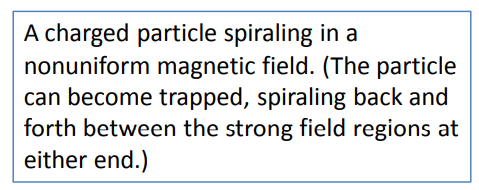 A charged particle spiraling in a
nonuniform magnetic field. (The particle
can become trapped, spiraling back and
forth between the strong field regions at
either end.)